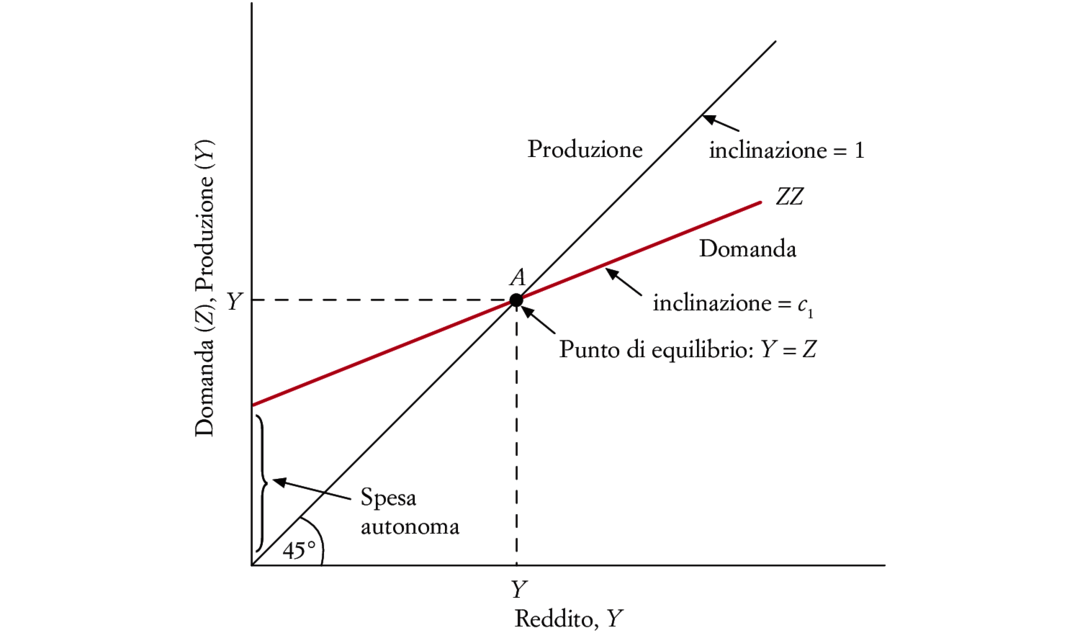 Domanda (Z), Produzione (Y)
Produzione
inclinazione = 1
ZZ
Domanda
A
Y
inclinazione = c₁
Punto di equilibrio: Y = Z
Spesa
autonoma
45°
Y
Reddito, Y